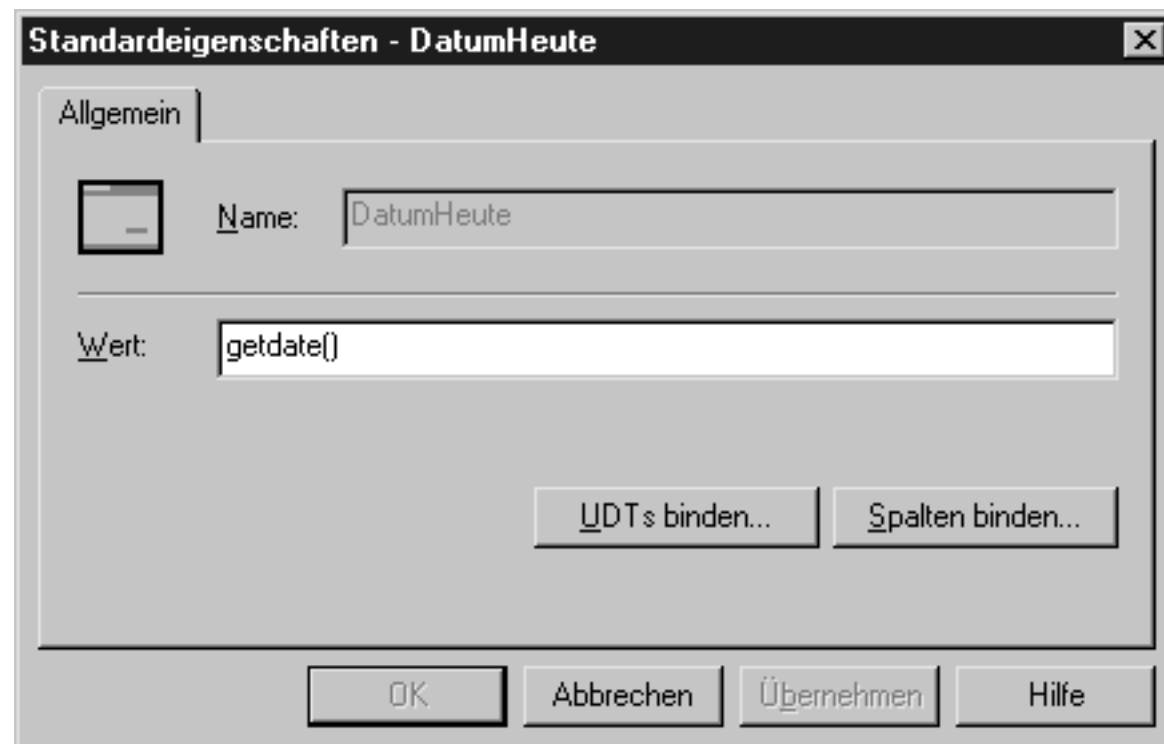 Standardeigenschaften - DatumHeute
Allgemein
Name: DatumHeute
Wert: getdate()
UDTs binden... Spalten binden...
OK Abbrechen Übernehmen Hilfe